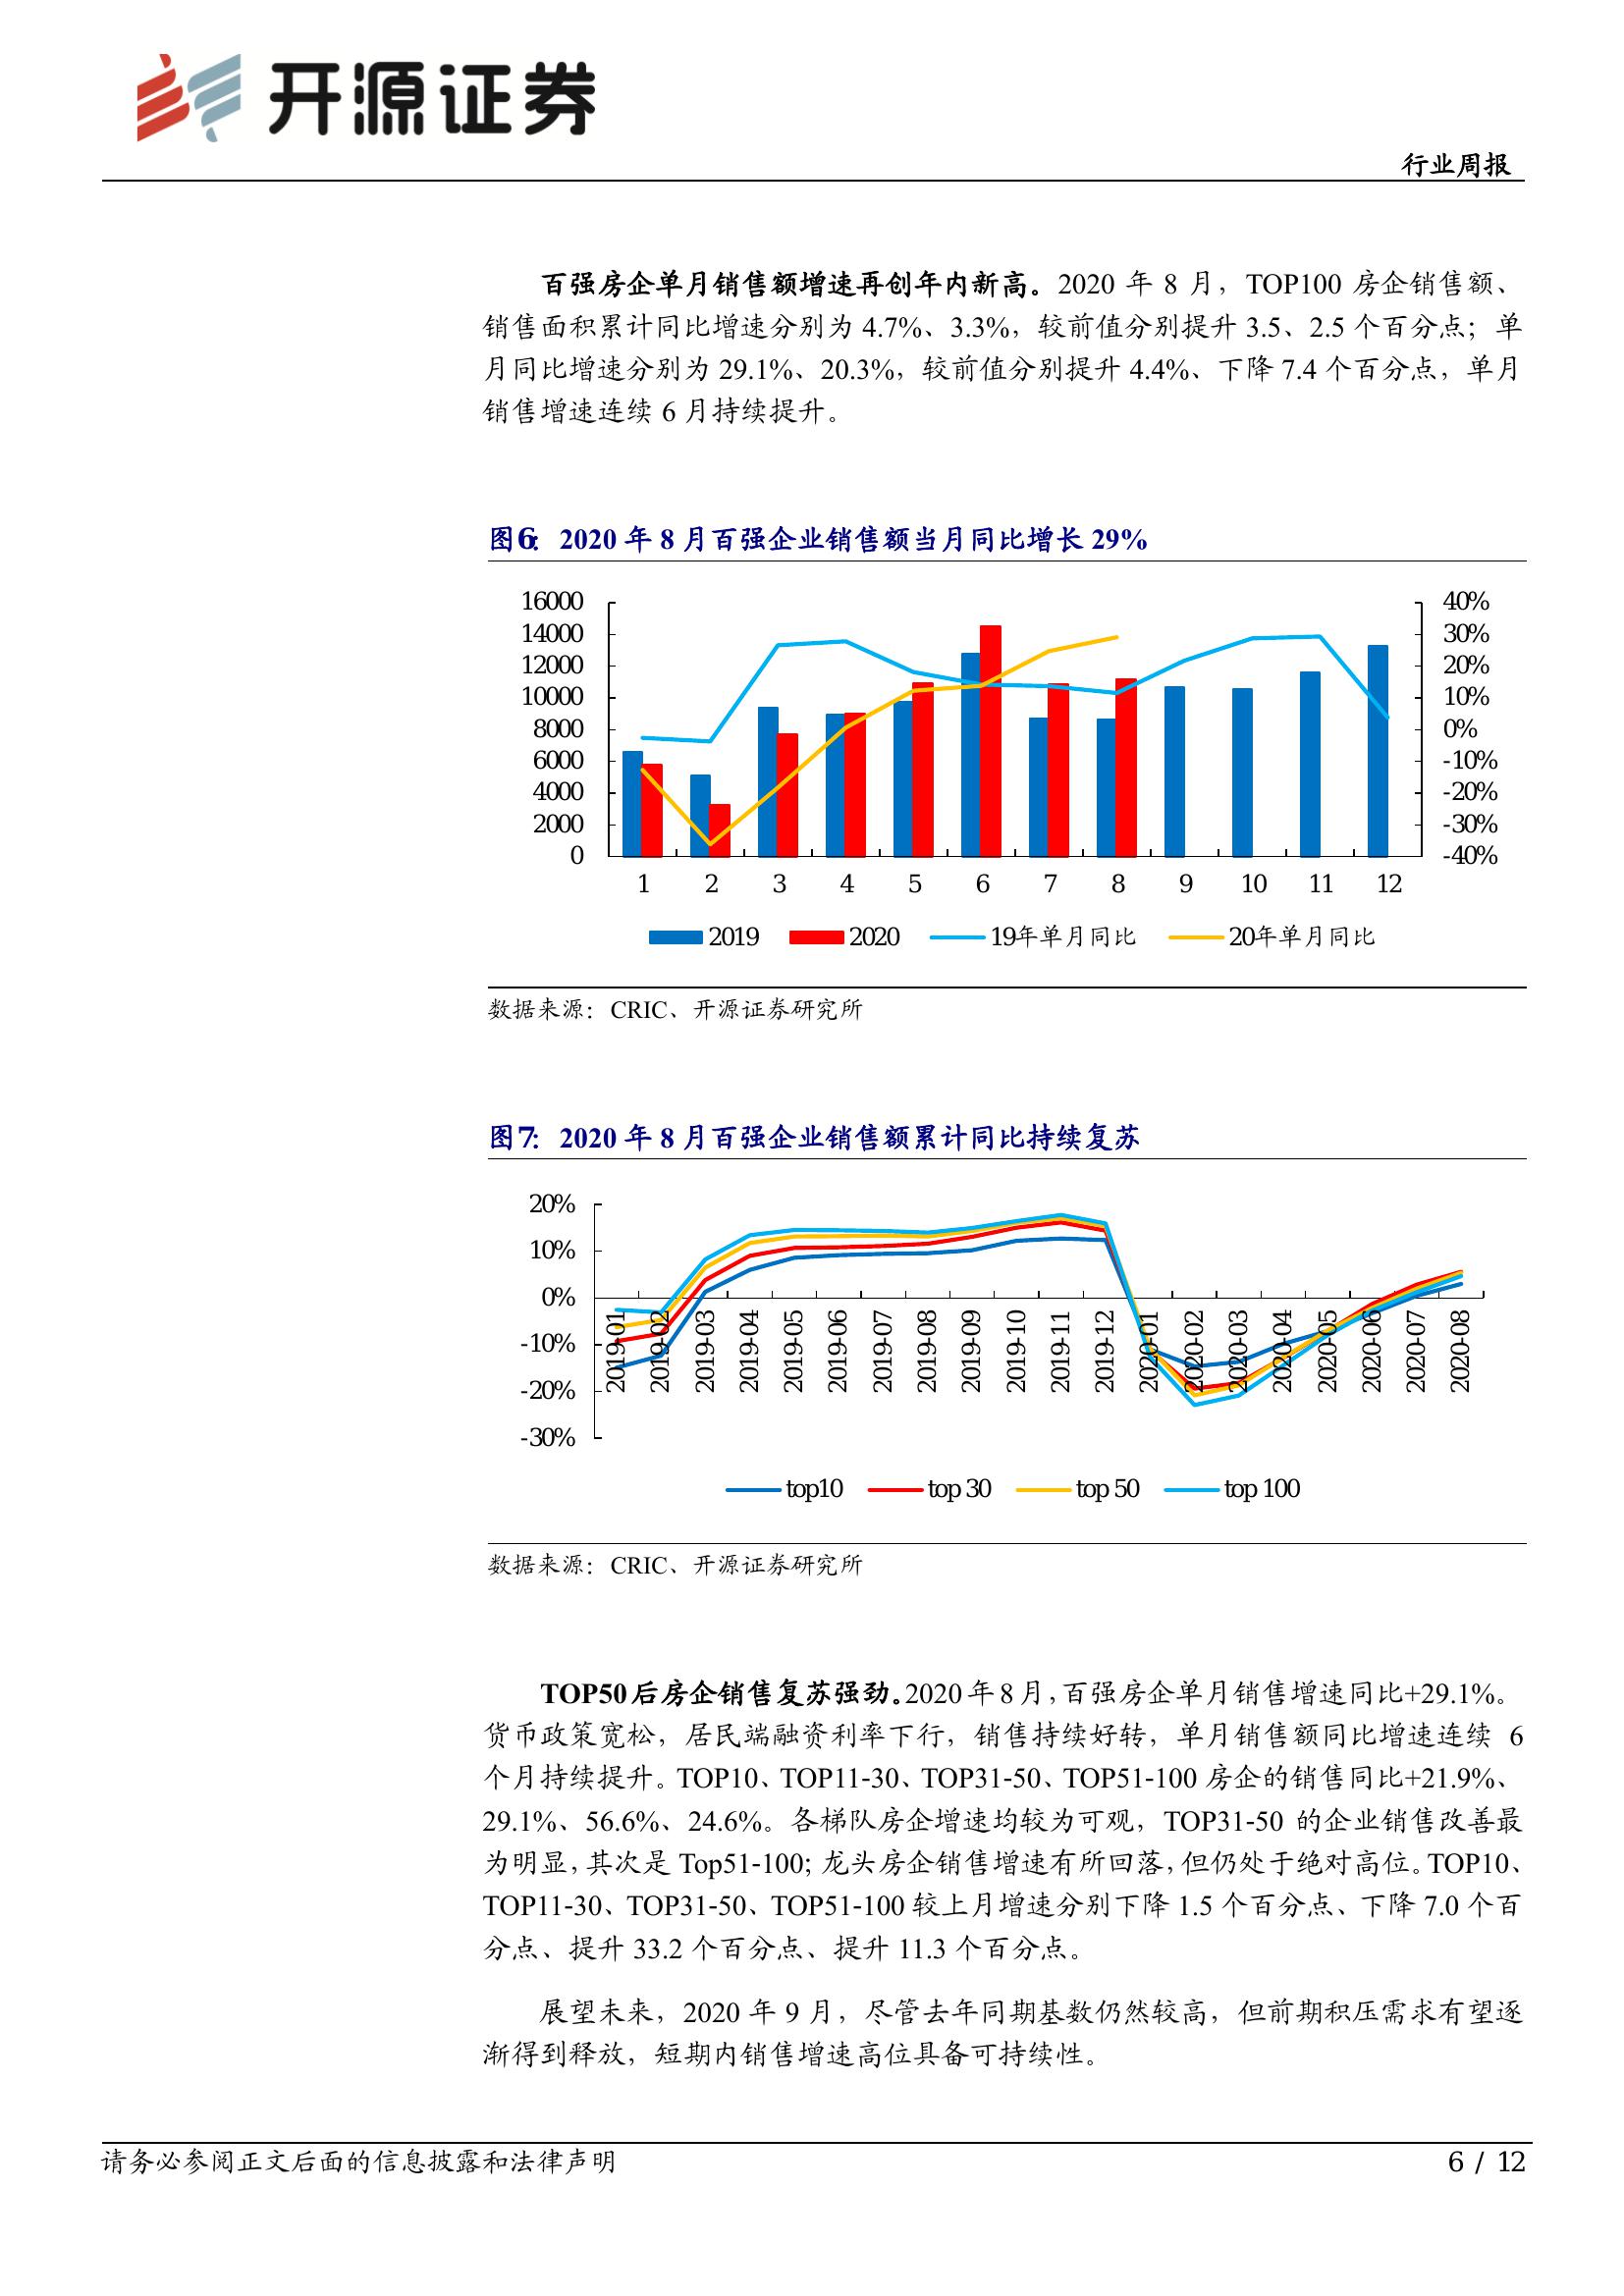 开源证券
行业周报
百强房企单月销售额增速再创年内新高。2020 年 8 月，TOP100 房企销售额、
销售面积累计同比增速分别为 4.7%、3.3%，较前值分别提升 3.5、2.5 个百分点；单
月同比增速分别为 29.1%、20.3%，较前值分别提升 4.4%、下降 7.4 个百分点，单月
销售增速连续 6 月持续提升。
图6： 2020 年 8 月百强企业销售额当月同比增长 29%
16000 40%
14000 30%
12000 20%
10000 10%
8000 0%
6000 -10%
4000 -20%
2000 -30%
0 -40%
1 2 3 4 5 6 7 8 9 10 11 12
2019 2020 19年单月同比 20年单月同比
数据来源：CRIC、开源证券研究所
图7： 2020 年 8 月百强企业销售额累计同比持续复苏
20%
10%
0%
-10%
-20%
-30%
2019-01 2019-02 2019-03 2019-04 2019-05 2019-06 2019-07 2019-08 2019-09 2019-10 2019-11 2019-12 2020-01 2020-02 2020-03 2020-04 2020-05 2020-06 2020-07 2020-08
top10 top 30 top 50 top 100
数据来源：CRIC、开源证券研究所
TOP50 后房企销售复苏强劲。2020 年 8 月，百强房企单月销售增速同比+29.1%。
货币政策宽松，居民端融资利率下行，销售持续好转，单月销售额同比增速连续 6
个月持续提升。TOP10、TOP11-30、TOP31-50、TOP51-100 房企的销售同比+21.9%、
29.1%、56.6%、24.6%。各梯队房企增速均较为可观，TOP31-50 的企业销售改善最
为明显，其次是 Top51-100; 龙头房企销售增速有所回落，但仍处于绝对高位。TOP10、
TOP11-30、TOP31-50、TOP51-100 较上月增速分别下降 1.5 个百分点、下降 7.0 个百
分点、提升 33.2 个百分点、提升 11.3 个百分点。
展望未来，2020 年 9 月，尽管去年同期基数仍然较高，但前期积压需求有望逐
渐得到释放，短期内销售增速高位具备可持续性。
请务必参阅正文后面的信息披露和法律声明 6 / 12